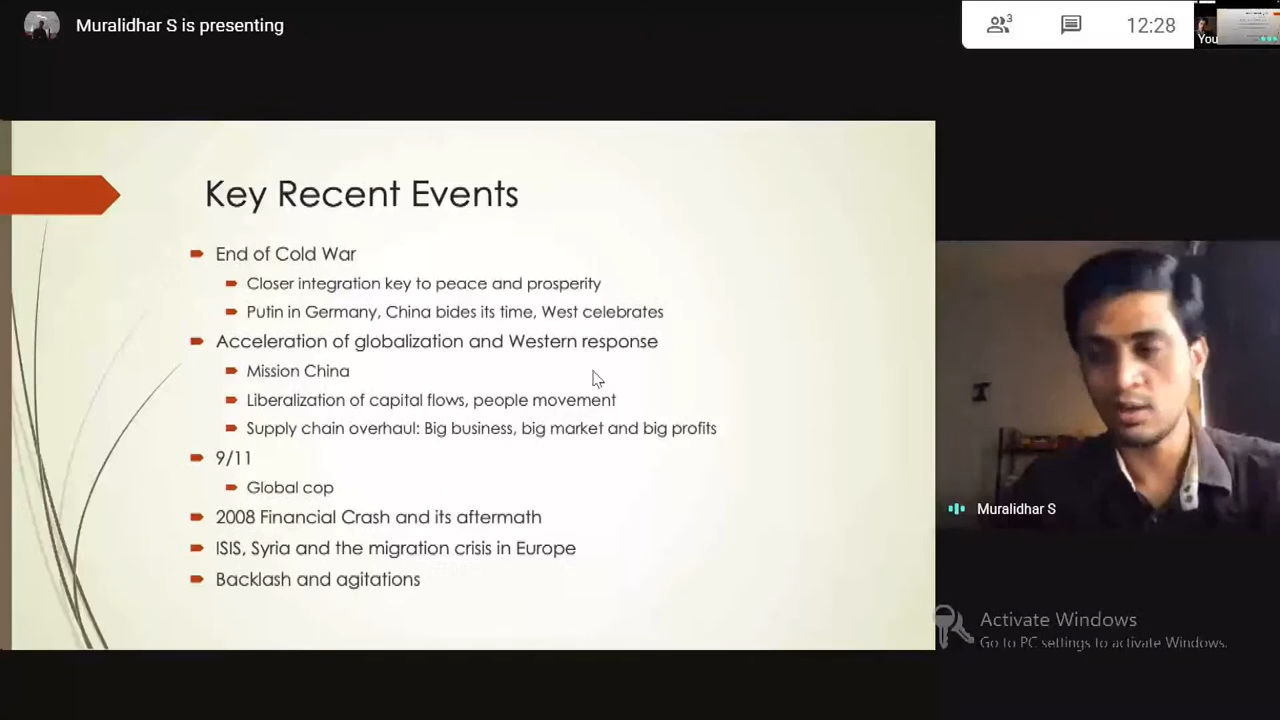 Muralidhar S is presenting
3
12:28
You
Key Recent Events
End of Cold War
Closer integration key to peace and prosperity
Putin in Germany, China bides its time, West celebrates
Acceleration of globalization and Western response
Mission China
Liberalization of capital flows, people movement
Supply chain overhaul: Big business, big market and big profits
9/11
Global cop
2008 Financial Crash and its aftermath
ISIS, Syria and the migration crisis in Europe
Backlash and agitations
Muralidhar S
Activate Windows
Go to PC settings to activate Windows.